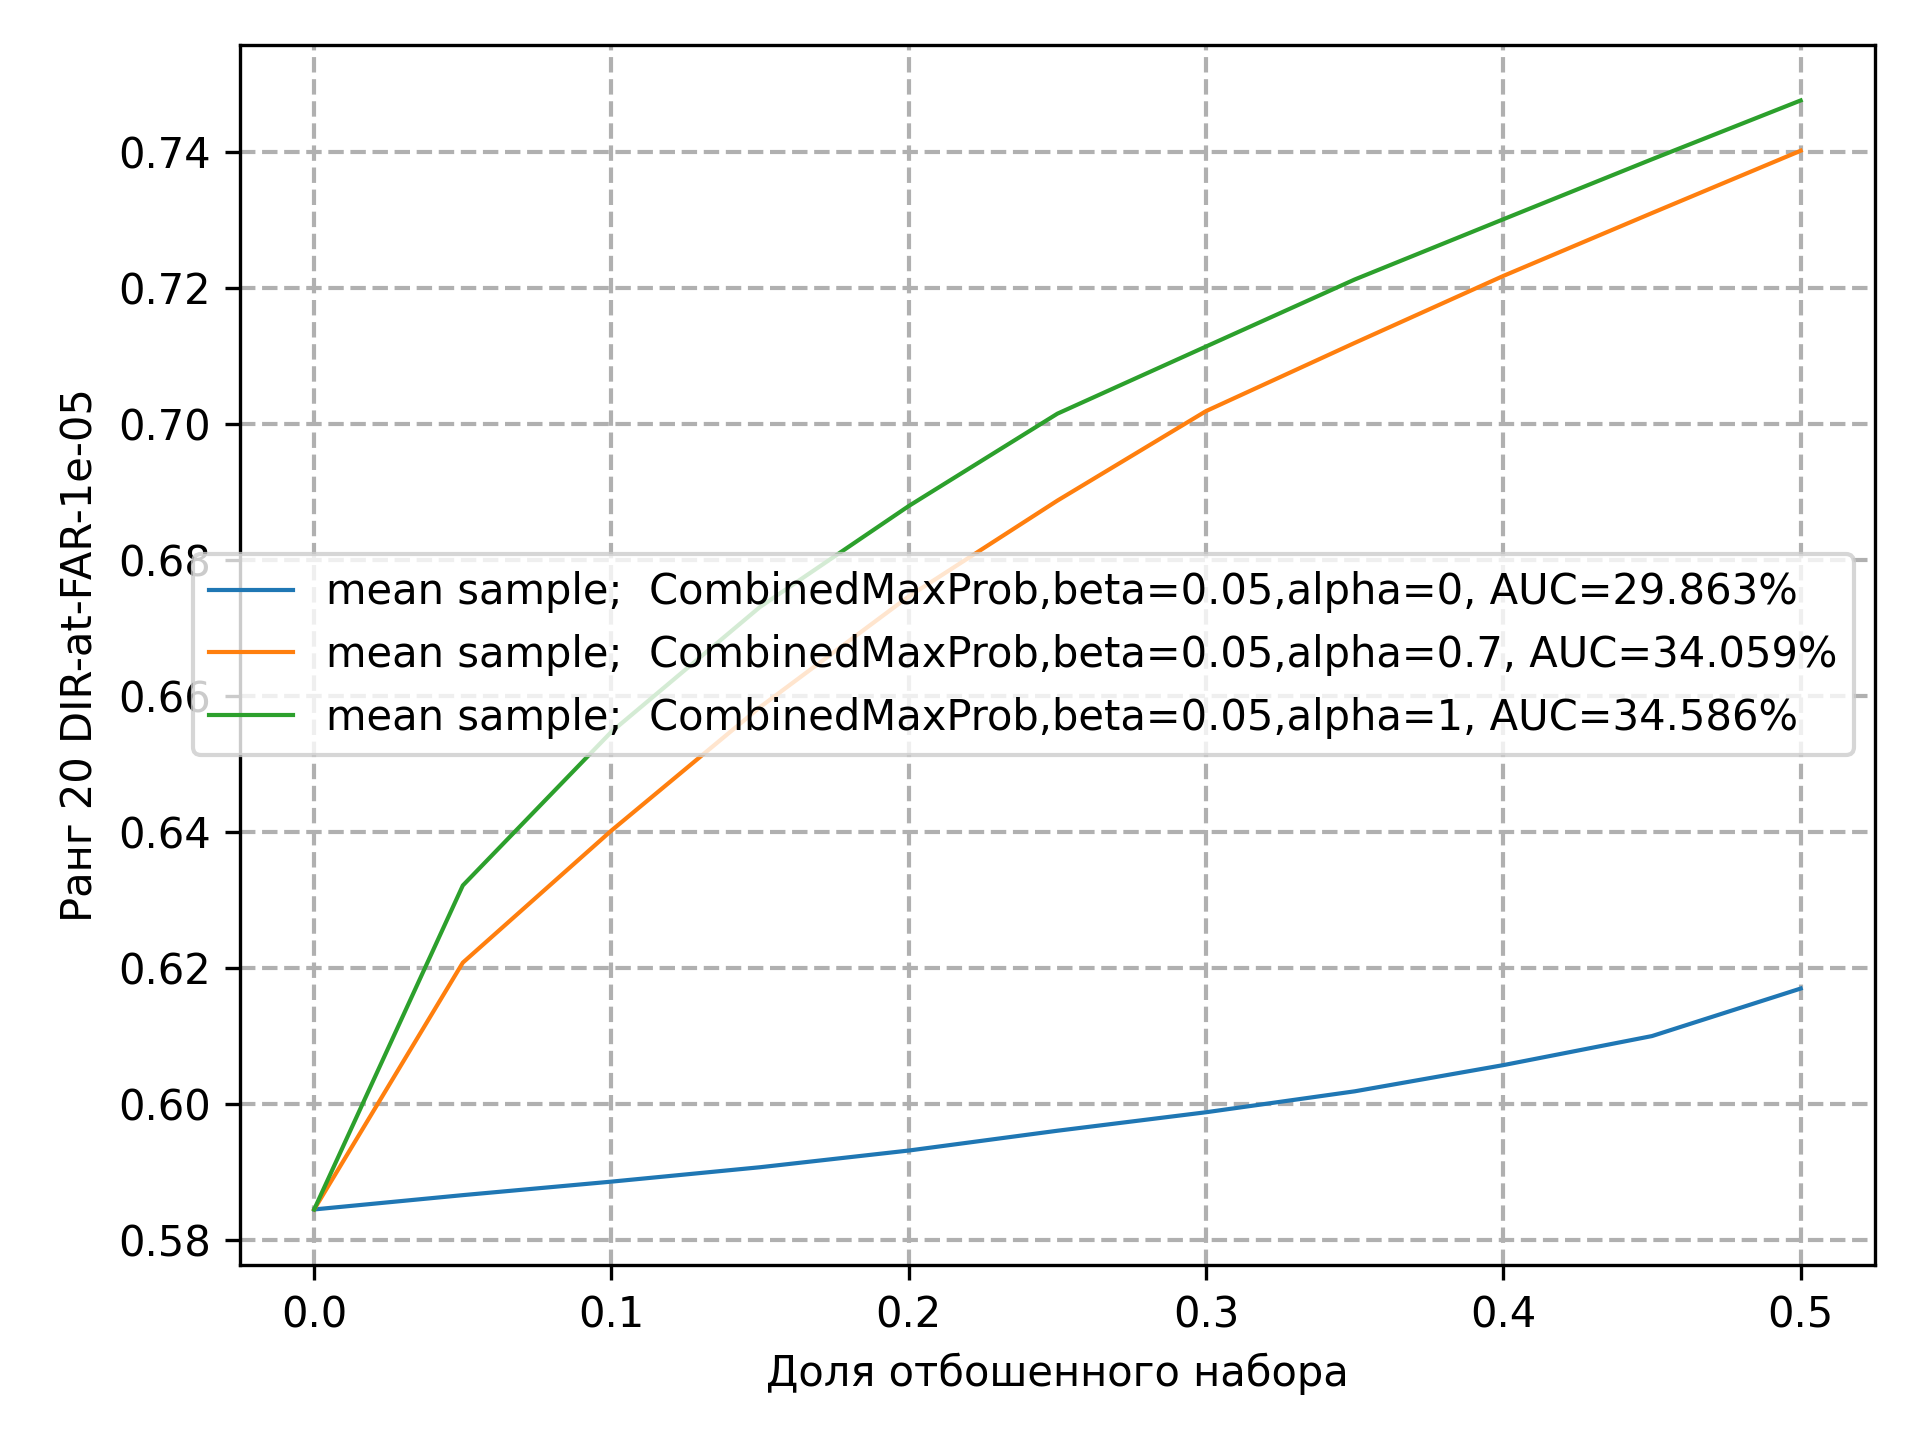 0.74
0.72
0.70
0.68
0.66
0.64
0.62
0.60
0.58
Ранг 20 DIR-at-FAR-1e-05
mean sample;  CombinedMaxProb,beta=0.05,alpha=0, AUC=29.863%
mean sample;  CombinedMaxProb,beta=0.05,alpha=0.7, AUC=34.059%
mean sample;  CombinedMaxProb,beta=0.05,alpha=1, AUC=34.586%
0.0 0.1 0.2 0.3 0.4 0.5
Доля отбошенного набора